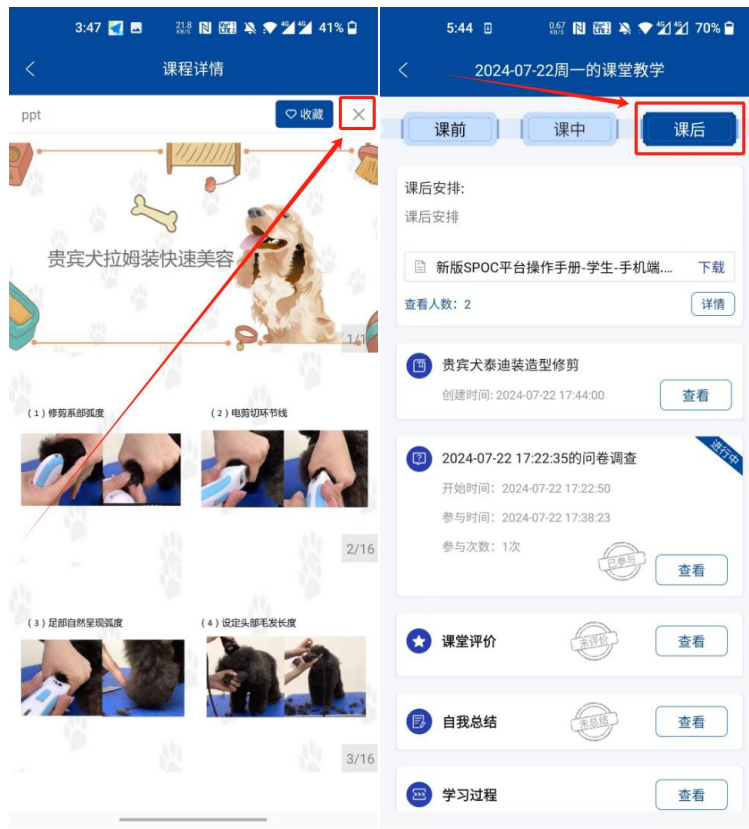 3:47
21.8 KB/S
4G
4G
41%
课程详情
ppt
收藏
贵宾犬拉姆装快速美容
(1)修剪系部弧度
(2)电剪切环节线
2/16
(3)足部自然呈现弧度
(4)设定头部毛发长度
3/16
5:44
0.67 KB/S
4G
4G
70%
2024-07-22周一的课堂教学
课前
课中
课后
课后安排:
课后安排
新版SPOC平台操作手册-学生-手机端....
下载
查看人数: 2
详情
贵宾犬泰迪装造型修剪
创建时间: 2024-07-22 17:44:00
查看
进行中
2024-07-22 17:22:35的问卷调查
开始时间: 2024-07-22 17:22:50
参与时间: 2024-07-22 17:38:23
参与次数: 1次
已参与
查看
课堂评价
未评价
查看
自我总结
未总结
查看
学习过程
查看